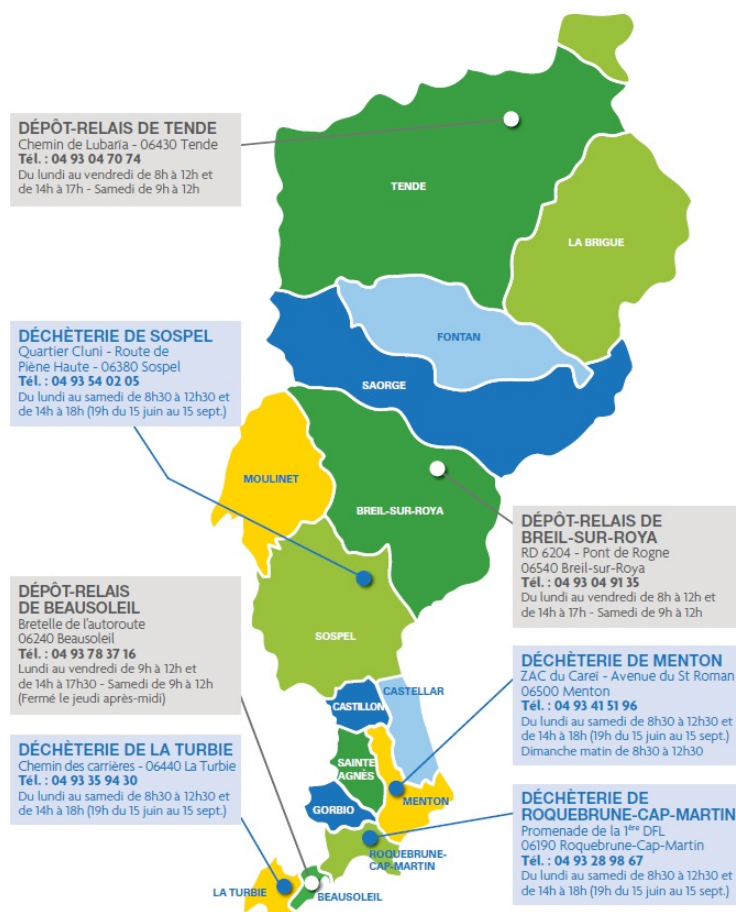 DÉPÔT-RELAIS DE TENDE
Chemin de Lubaria - 06430 Tende
Tél. : 04 93 04 70 74
Du lundi au vendredi de 8h à 12h et
de 14h à 17h - Samedi de 9h à 12h
TENDE
LA BRIGUE
FONTAN
SAORGE
DÉCHÈTERIE DE SOSPEL
Quartier Cluni - Route de
Piène Haute - 06380 Sospel
Tél. : 04 93 54 02 05
Du lundi au samedi de 8h30 à 12h30 et
de 14h à 18h (19h du 15 juin au 15 sept.)
MOULINET
BREIL-SUR-ROYA
DÉPÔT-RELAIS DE
BREIL-SUR-ROYA
RD 6204 - Pont de Rogne
06540 Breil-sur-Roya
Tél. : 04 93 04 91 35
Du lundi au vendredi de 8h à 12h et
de 14h à 17h - Samedi de 9h à 12h
DÉPÔT-RELAIS
DE BEAUSOLEIL
Bretelle de l'autoroute
06240 Beausoleil
Tél. : 04 93 78 37 16
Lundi au vendredi de 9h à 12h et
de 14h à 17h30 - Samedi de 9h à 12h
(Fermé le jeudi après-midi)
SOSPEL
CASTELLAR
CASTILLON
DÉCHÈTERIE DE MENTON
ZAC du Careï - Avenue du St Roman
06500 Menton
Tél. : 04 93 41 51 96
Du lundi au samedi de 8h30 à 12h30 et
de 14h à 18h (19h du 15 juin au 15 sept.)
Dimanche matin de 8h30 à 12h30
DÉCHÈTERIE DE LA TURBIE
Chemin des carrières - 06440 La Turbie
Tél. : 04 93 35 94 30
Du lundi au samedi de 8h30 à 12h30 et
de 14h à 18h (19h du 15 juin au 15 sept.)
SAINTE
AGNÈS
GORBIO
MENTON
DÉCHÈTERIE DE
ROQUEBRUNE-CAP-MARTIN
Promenade de la 1ère DFL
06190 Roquebrune-Cap-Martin
Tél. : 04 93 28 98 67
Du lundi au samedi de 8h30 à 12h30 et
de 14h à 18h (19h du 15 juin au 15 sept.)
ROQUEBRUNE-
CAP-MARTIN
LA TURBIE
BEAUSOLEIL